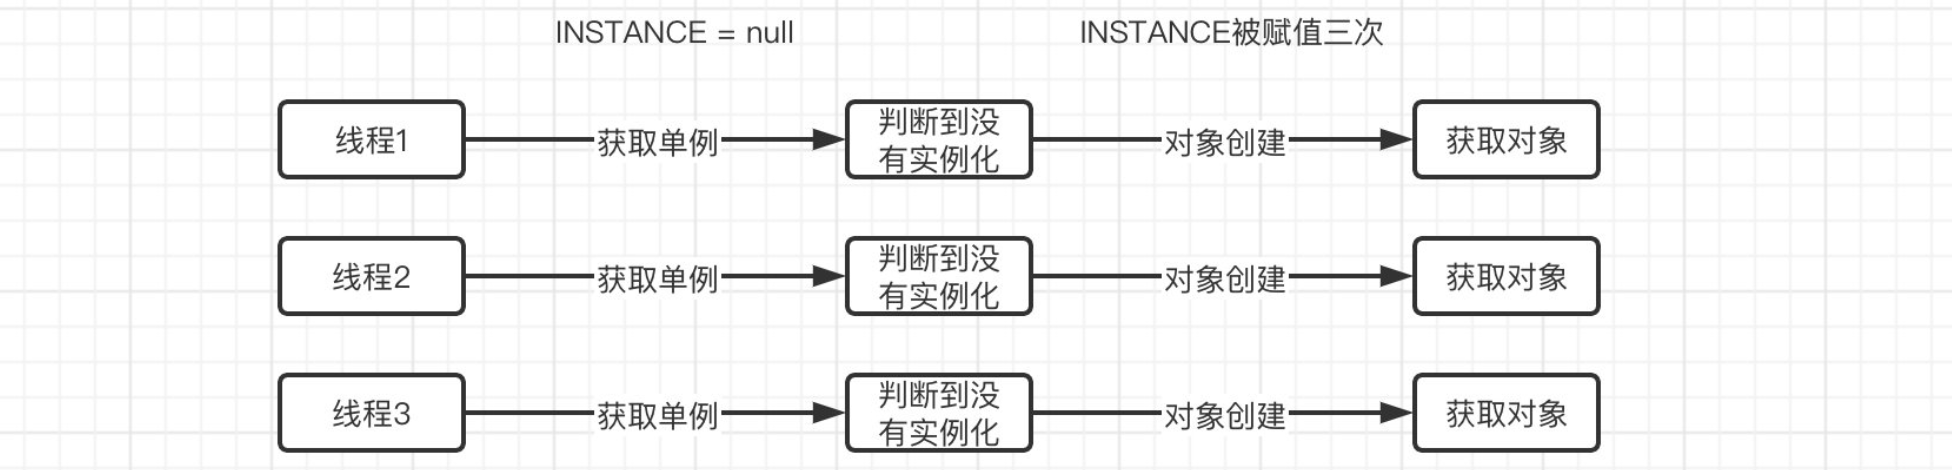 INSTANCE = null
INSTANCE被赋值三次
线程1
获取单例
判断到没
有实例化
对象创建
获取对象
线程2
获取单例
判断到没
有实例化
对象创建
获取对象
线程3
获取单例
判断到没
有实例化
对象创建
获取对象